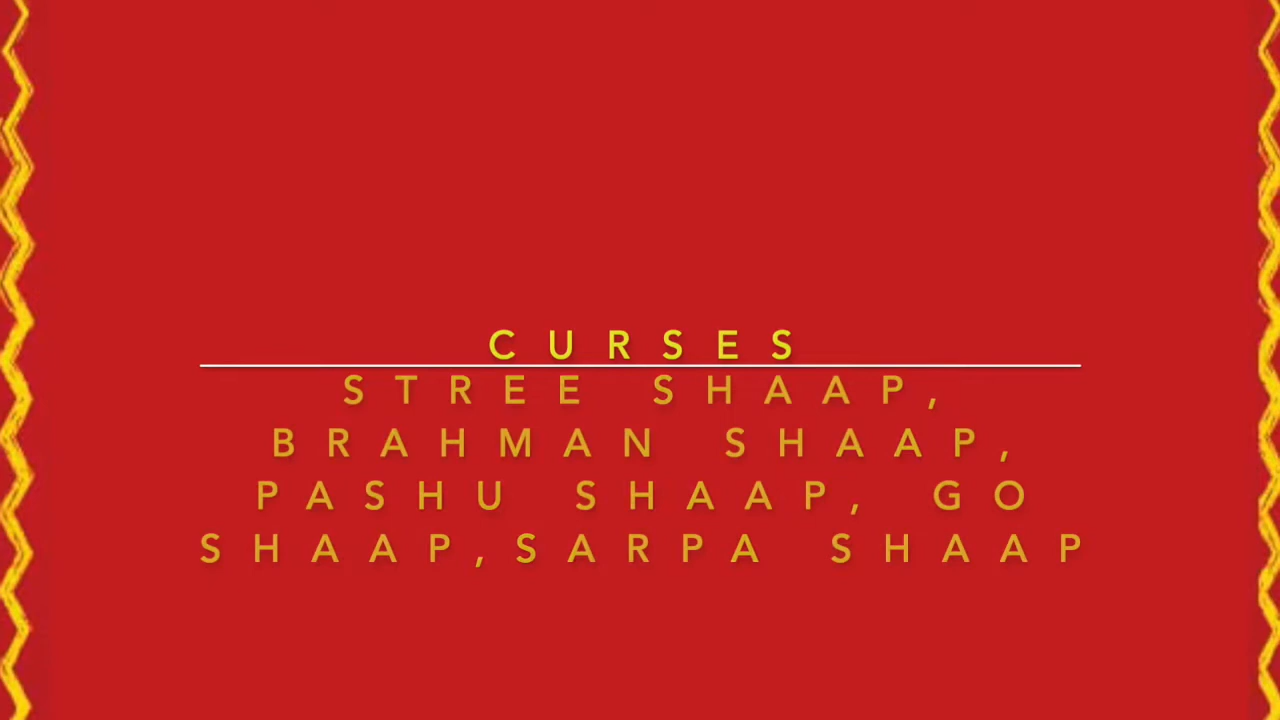 CURSES
STREE SHAAP,
BRAHMAN SHAAP,
PASHU SHAAP, GO
SHAAP,SARPA SHAAP